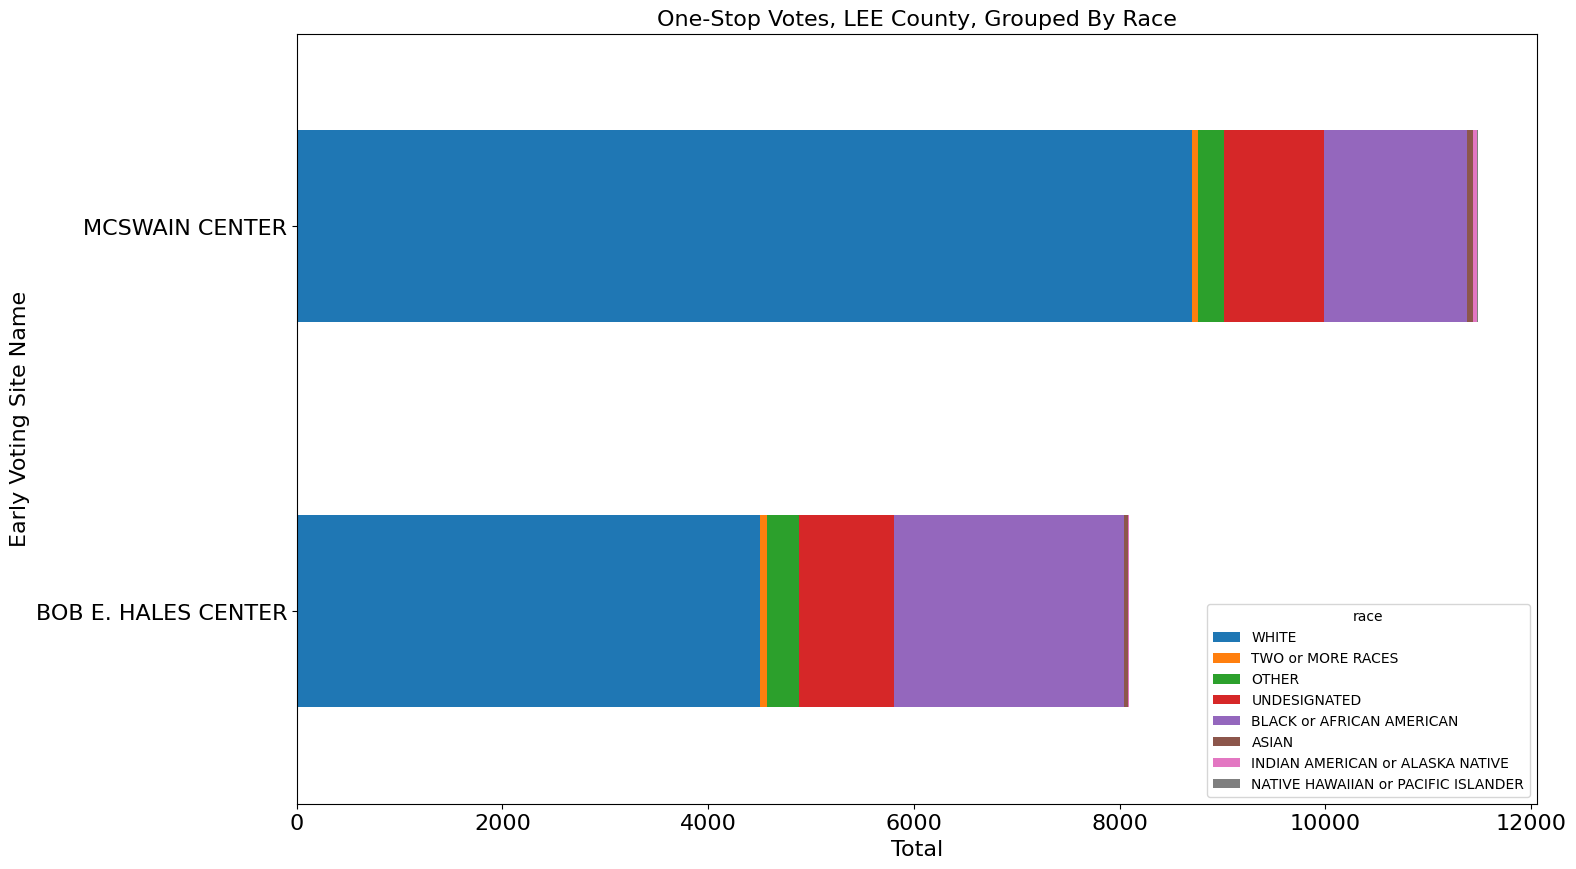 One-Stop Votes, LEE County, Grouped By Race
Early Voting Site Name
MCSWAIN CENTER
BOB E. HALES CENTER
race
WHITE
TWO or MORE RACES
OTHER
UNDESIGNATED
BLACK or AFRICAN AMERICAN
ASIAN
INDIAN AMERICAN or ALASKA NATIVE
NATIVE HAWAIIAN or PACIFIC ISLANDER
0 2000 4000 6000 8000 10000 12000
Total